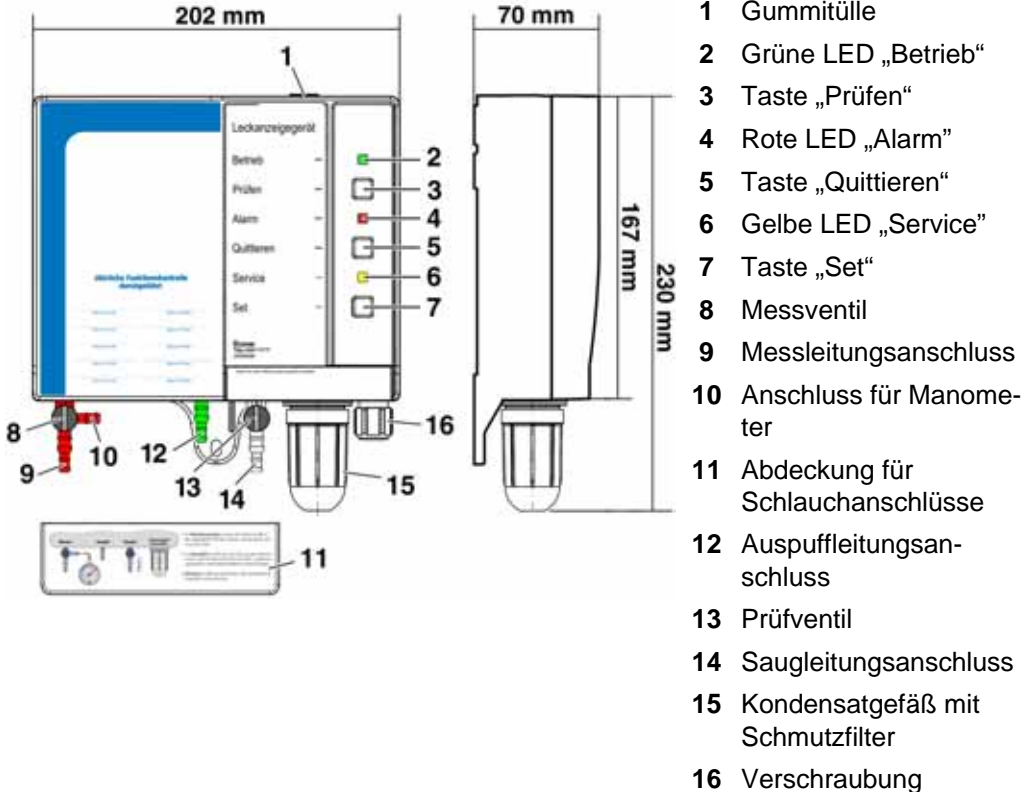 202 mm
70 mm
1
Leckanzeigegerät
Betrieb
2
Prüfen
3
Alarm
4
Quittieren
5
Service
6
Set
7
167 mm
230 mm
8
9
10
12
13
14
15
16
11
1 Gummitülle
2 Grüne LED „Betrieb“
3 Taste „Prüfen”
4 Rote LED „Alarm”
5 Taste „Quittieren”
6 Gelbe LED „Service”
7 Taste „Set”
8 Messventil
9 Messleitungsanschluss
10 Anschluss für Manome-
ter
11 Abdeckung für
Schlauchanschlüsse
12 Auspuffleitungsan-
schluss
13 Prüfventil
14 Saugleitungsanschluss
15 Kondensatgefäß mit
Schmutzfilter
16 Verschraubung